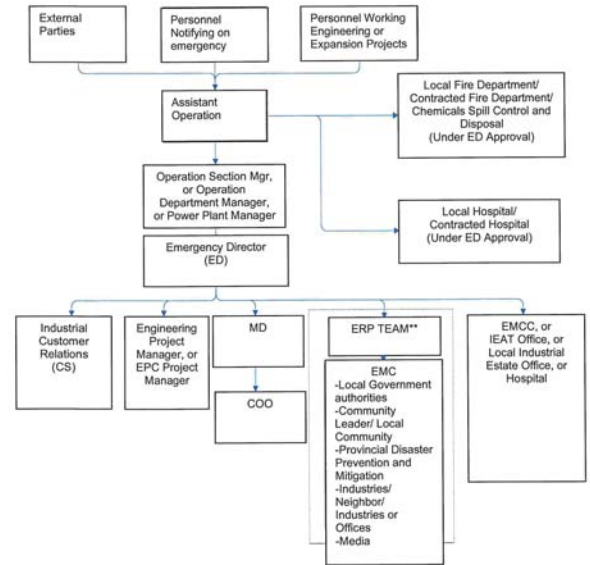 External
Parties
Personnel
Notifying on
emergency
Personnel Working
Engineering or
Expansion Projects
Assistant
Operation
Local Fire Department/
Contracted Fire Department/
Chemicals Spill Control and
Disposal
(Under ED Approval)
Operation Section Mgr,
or Operation
Department Manager,
or Power Plant Manager
Local Hospital/
Contracted Hospital
(Under ED Approval)
Emergency Director
(ED)
Industrial
Customer
Relations
(CS)
Engineering
Project
Manager, or
EPC Project
Manager
MD
COO
ERP TEAM**
EMC
-Local Government
authorities
-Community
Leader/ Local
Community
-Provincial Disaster
Prevention and
Mitigation
-Industries/
Neighbor/
Industries or
Offices
-Media
EMCC, or
IEAT Office, or
Local Industrial
Estate Office, or
Hospital